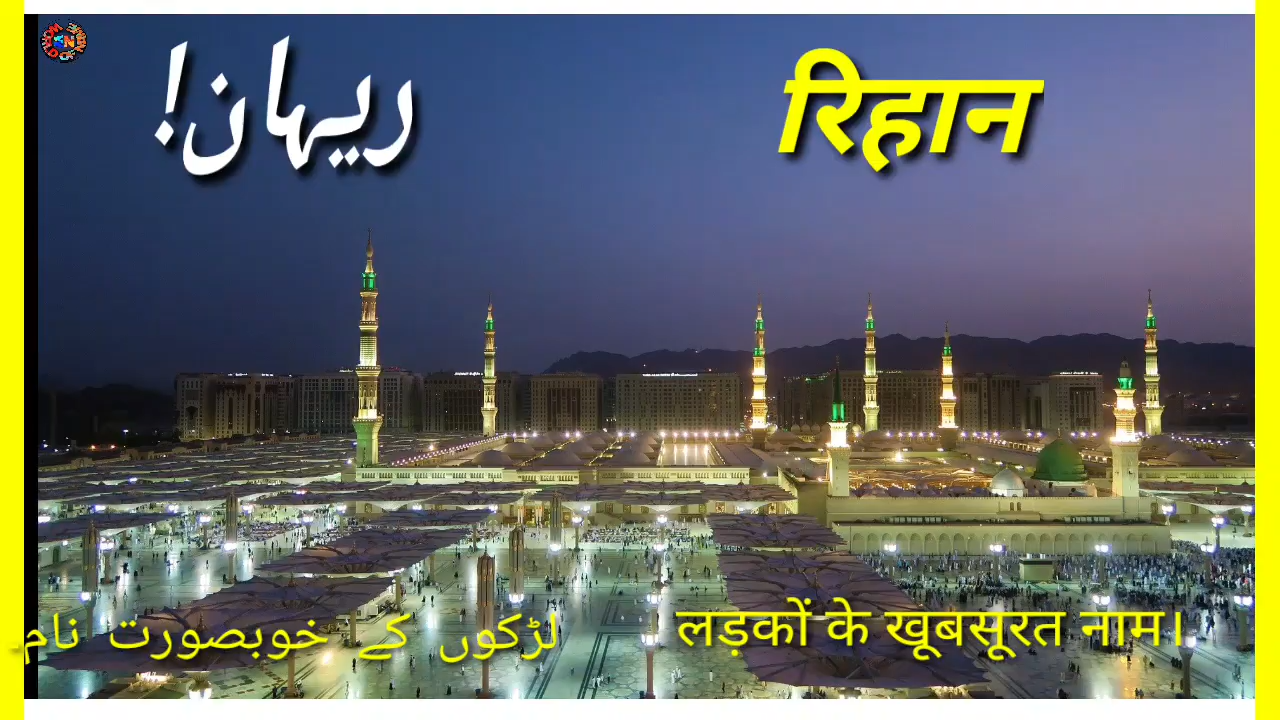 ریہان!
रिहान
لڑکوں کے خوبصورت نام۔
लड़कों के खूबसूरत नाम।